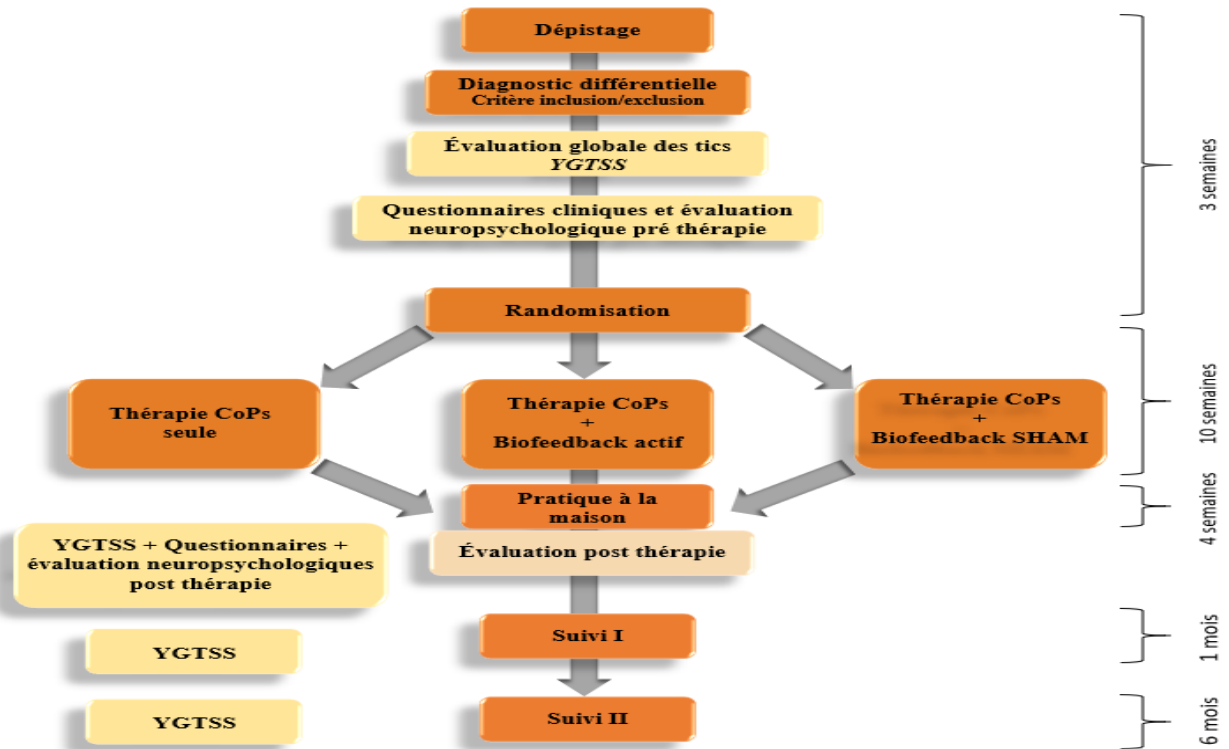 Dépistage
Diagnostic différentielle
Critère inclusion/exclusion
Évaluation globale des tics
YGTSS
Questionnaires cliniques et évaluation
neuropsychologique pré thérapie
3 semaines
Randomisation
Thérapie CoPs
seule
Thérapie CoPs
+
Biofeedback actif
Thérapie CoPs
+
Biofeedback SHAM
10 semaines
Pratique à la
maison
4 semaines
YGTSS + Questionnaires +
évaluation neuropsychologiques
post thérapie
Évaluation post thérapie
YGTSS
Suivi I
1 mois
YGTSS
Suivi II
6 mois